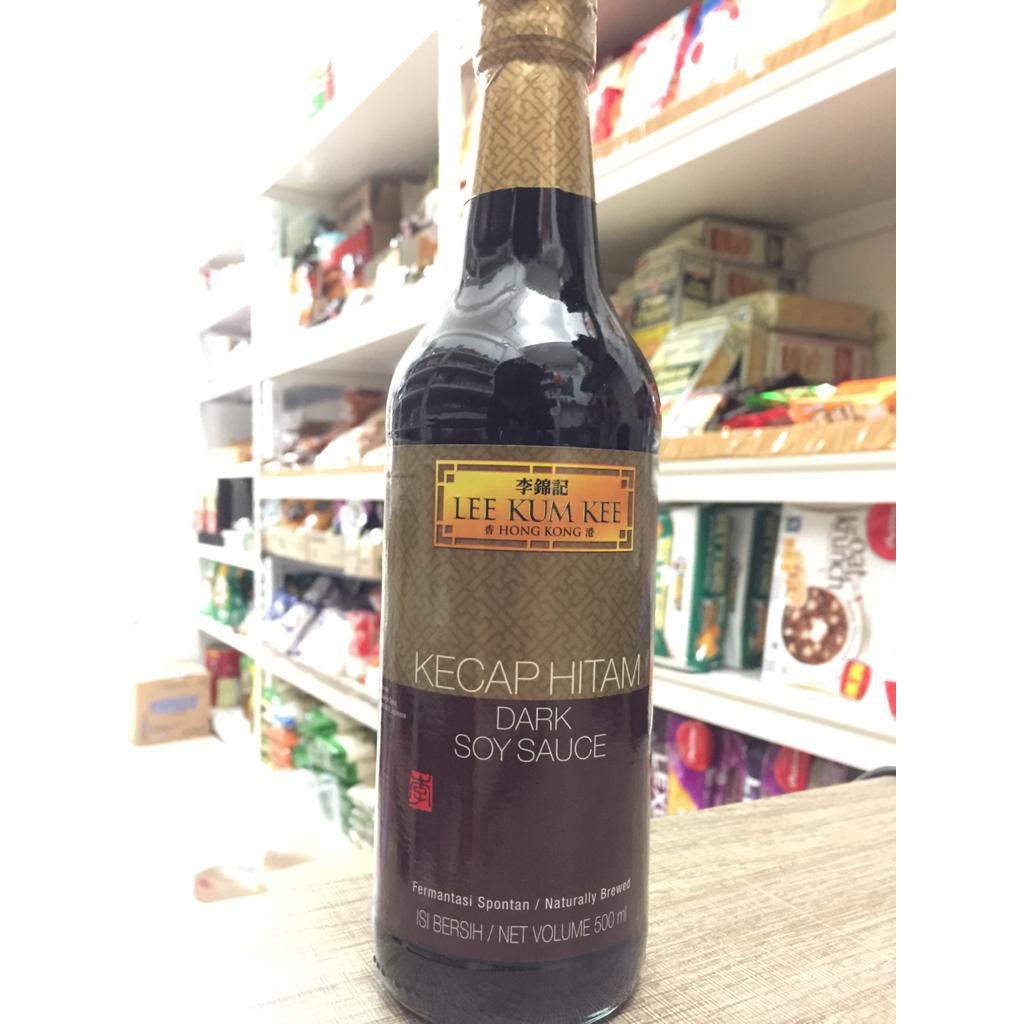 李錦記
LEE KUM KEE
香 HONG KONG 港
KECAP HITAM
DARK
SOY SAUCE
李
Fermantasi Spontan / Naturally Brewed
ISI BERSIH / NET VOLUME 500 ml